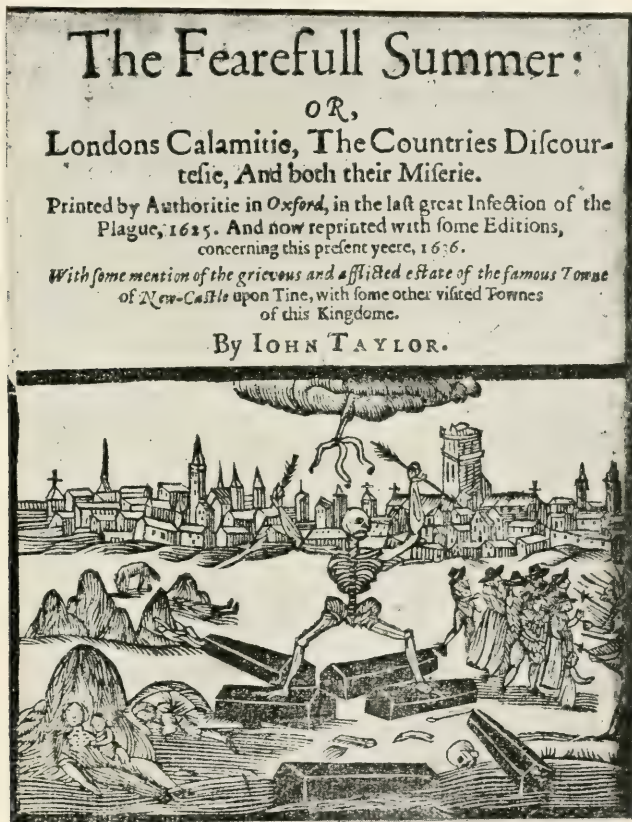 The Fearefull Summer:
OR,
Londons Calamitie, The Countries Diſcour-
teſie, And both their Miſerie.
Printed by Authoritie in Oxford, in the laſt great Infection of the
Plague, 1625. And now reprinted with ſome Editions,
concerning this preſent yeere, 1636.
With ſome mention of the grievous and afflicted eſtate of the famous Towne
of New-Caſtle upon Tine, with ſome other viſited Townes
of this Kingdome.
By IOHN TAYLOR.